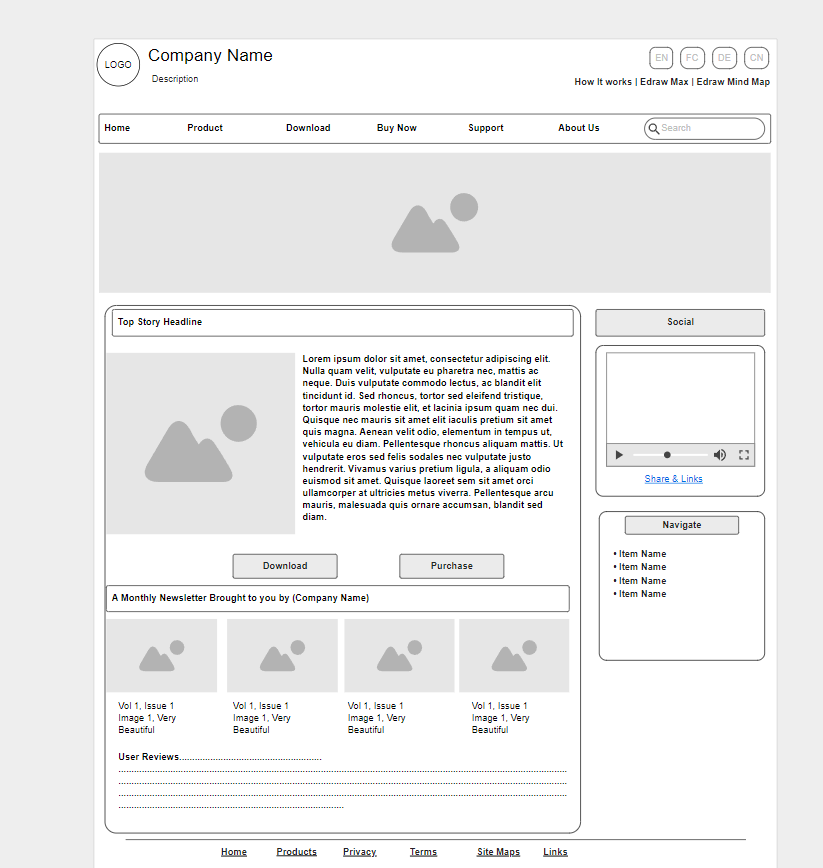 LOGO
Company Name
Description
EN FC DE CN
How It works | Edraw Max | Edraw Mind Map
Home Product Download Buy Now Support About Us Search
Top Story Headline
Lorem ipsum dolor sit amet, consectetur adipiscing elit.
Nulla quam velit, vulputate eu pharetra nec, mattis ac
neque. Duis vulputate commodo lectus, ac blandit elit
tincidunt id. Sed rhoncus, tortor sed eleifend tristique,
tortor mauris molestie elit, et lacinia ipsum quam nec dui.
Quisque nec mauris sit amet elit iaculis pretium sit amet
quis magna. Aenean velit odio, elementum in tempus ut,
vehicula eu diam. Pellentesque rhoncus aliquam mattis. Ut
vulputate eros sed felis sodales nec vulputate justo
hendrerit. Vivamus varius pretium ligula, a aliquam odio
euismod sit amet. Quisque laoreet sem sit amet orci
ullamcorper at ultricies metus viverra. Pellentesque arcu
mauris, malesuada quis ornare accumsan, blandit sed
diam.
Download Purchase
A Monthly Newsletter Brought to you by (Company Name)
Vol 1, Issue 1
Image 1, Very
Beautiful
Vol 1, Issue 1
Image 1, Very
Beautiful
Vol 1, Issue 1
Image 1, Very
Beautiful
Vol 1, Issue 1
Image 1, Very
Beautiful
User Reviews
Social
Share & Links
Navigate
• Item Name
• Item Name
• Item Name
• Item Name
Home Products Privacy Terms Site Maps Links